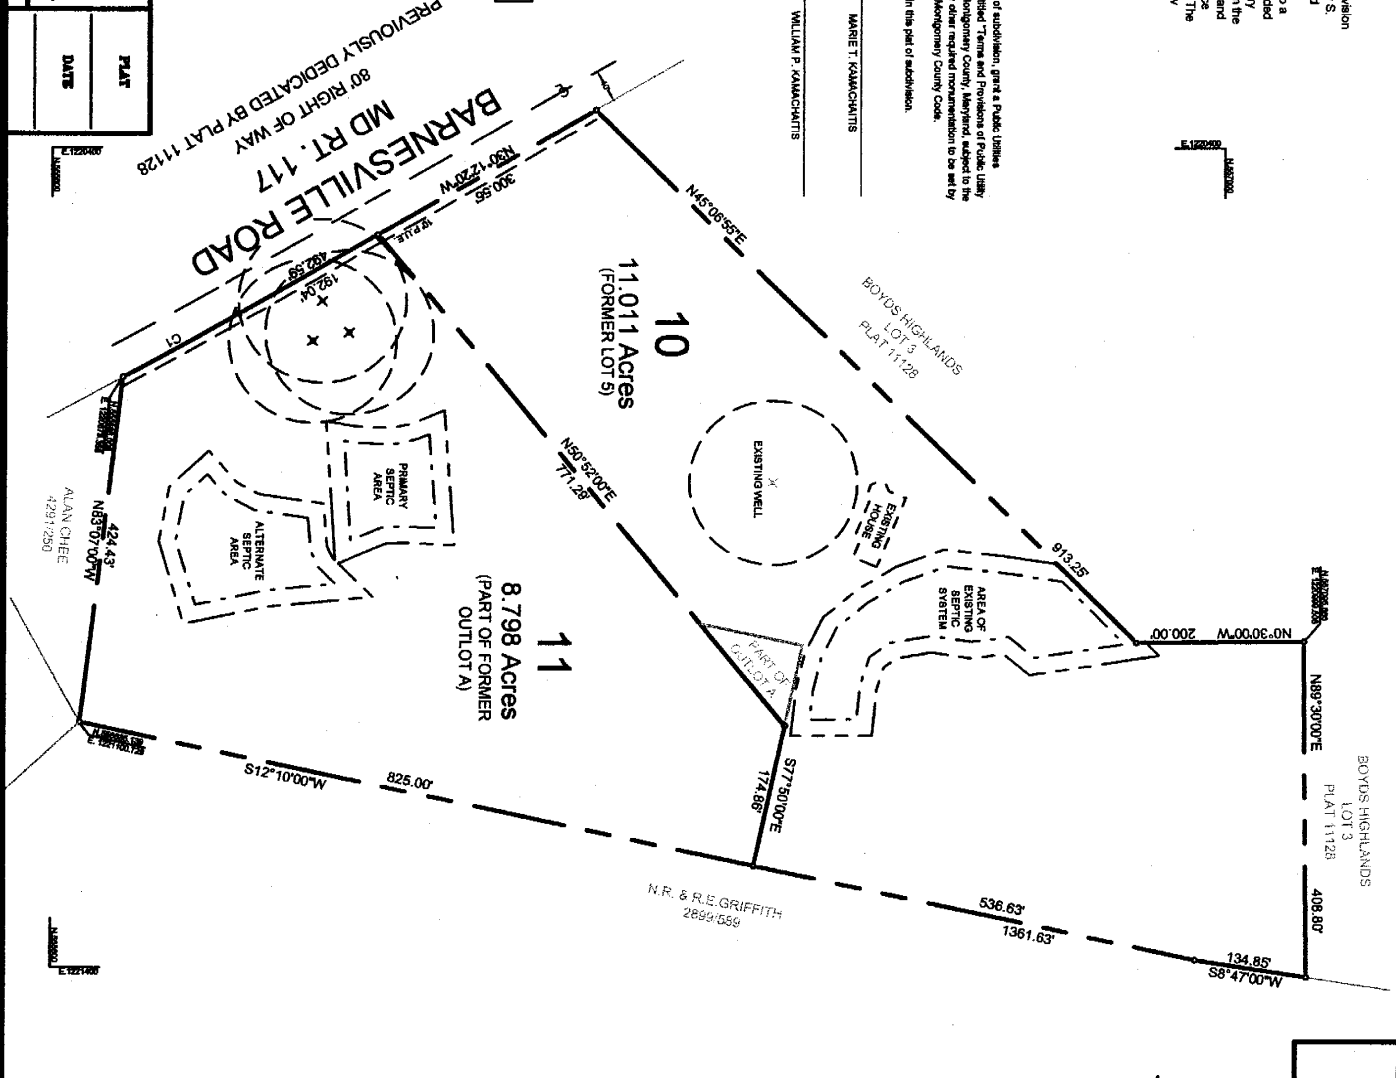 PLAT
DATE
MARIE T. KAMACHAITIS
WILLIAM P. KAMACHAITIS
of subdivision, grant a Public Utilities
titled "Terms and Provisions of Public Utility
Montgomery County, Maryland, subject to the
other required monumentation to be set by
Montgomery County Code.
in this plat of subdivision.
PREVIOUSLY DEDICATED BY PLAT 11128
80' RIGHT OF WAY
MD RT. 117
BARNESVILLE ROAD
E.1220400
E.1220400
N30°12'20"W
300.56'
10' P.U.E
492.59'
192.04'
C1
N45°06'55"E
913.25'
BOYDS HIGHLANDS
LOT 3
PLAT 11128
10
11.011 Acres
(FORMER LOT 5)
EXISTING WELL
EXISTING
HOUSE
AREA OF
EXISTING
SEPTIC
SYSTEM
N50°52'00"E
771.29'
PRIMARY
SEPTIC
AREA
ALTERNATE
SEPTIC
AREA
ALAN CHEE
4291/250
424.43'
N83°07'00"W
11
8.798 Acres
(PART OF FORMER
OUTLOT A)
PART OF
OUTLOT A
S77°50'00"E
174.86'
N0°30'00"W
200.00'
N89°30'00"E
408.80'
BOYDS HIGHLANDS
LOT 3
PLAT 11128
S12°10'00"W
825.00'
N.R. & R.E. GRIFFITH
2899/559
536.63'
1361.63'
134.85'
S8°47'00"W
E.1221400